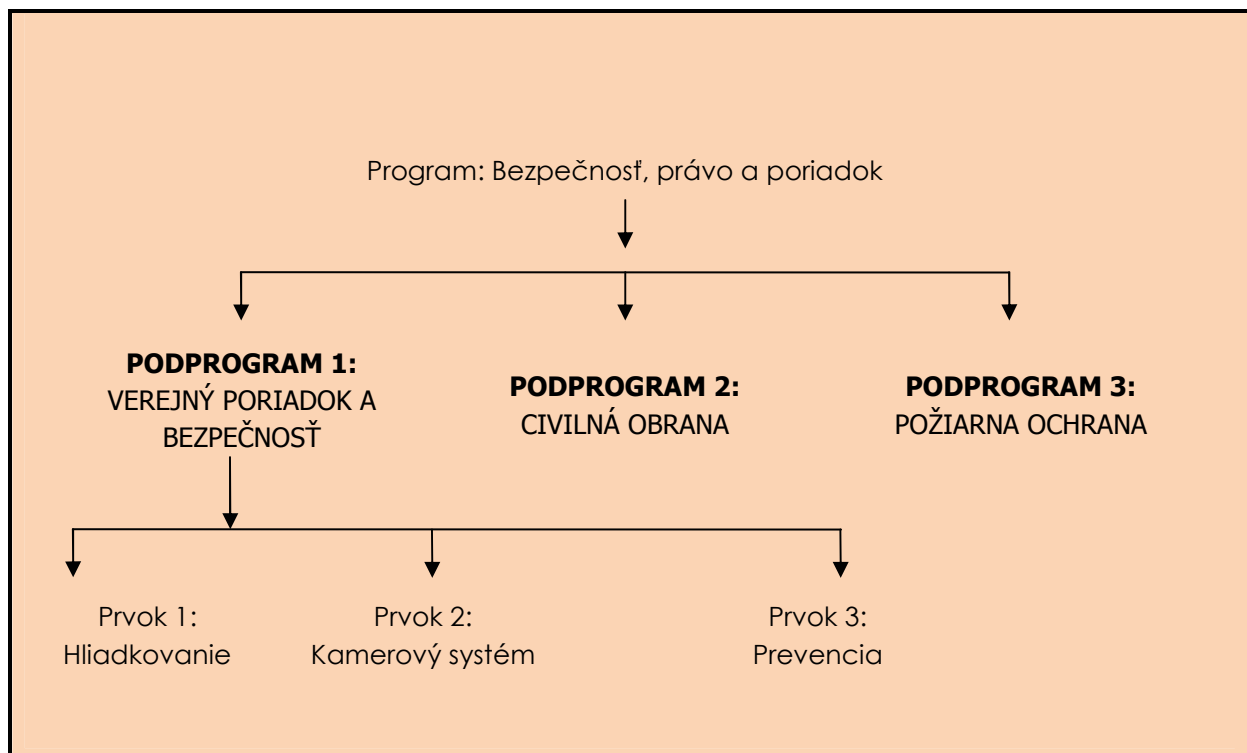 Program: Bezpečnosť, právo a poriadok
PODPROGRAM 1:
VEREJNÝ PORIADOK A
BEZPEČNOSŤ
PODPROGRAM 2:
CIVILNÁ OBRANA
PODPROGRAM 3:
POŽIARNA OCHRANA
Prvok 1:
Hliadkovanie
Prvok 2:
Kamerový systém
Prvok 3:
Prevencia